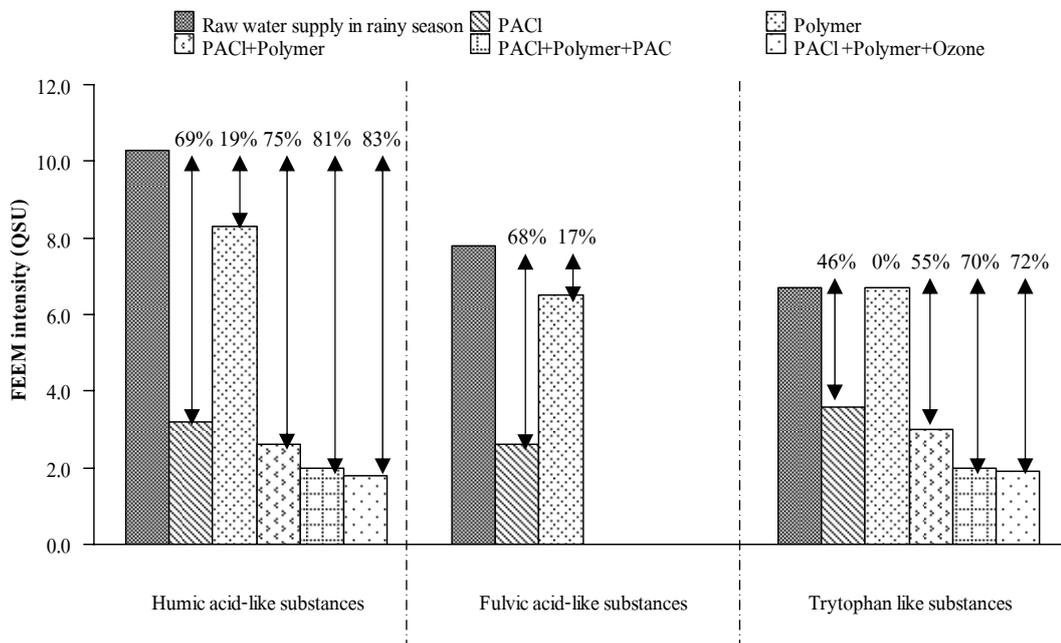 Raw water supply in rainy season PACl Polymer
PACl+Polymer PACl+Polymer+PAC PACl+Polymer+Ozone
12.0
10.0
8.0
6.0
4.0
2.0
0.0
FEEM intensity (QSU)
69% 19% 75% 81% 83%
68% 17%
46% 0% 55% 70% 72%
Humic acid-like substances Fulvic acid-like substances Trytophan like substances